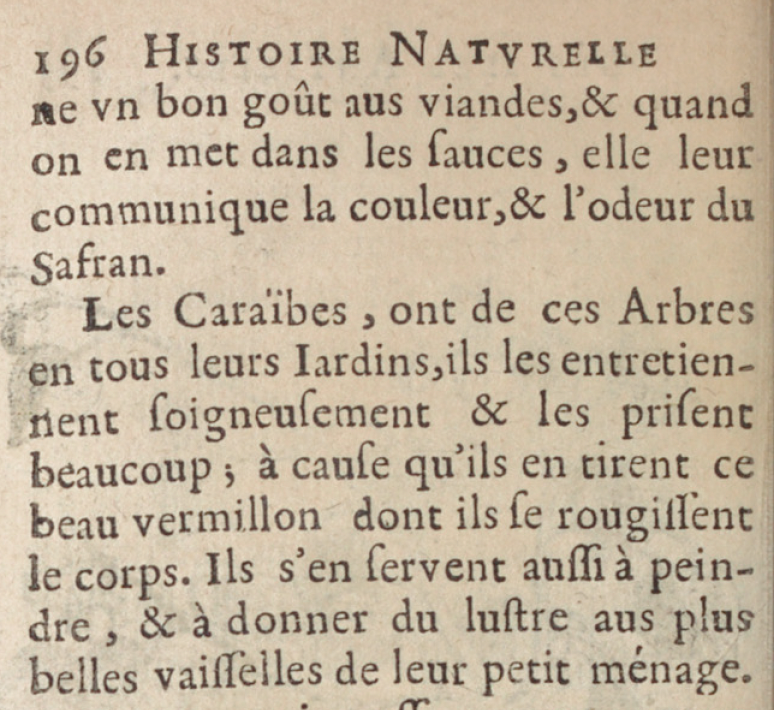 196 HISTOIRE NATVRELLE
ne vn bon goût aus viandes,& quand
on en met dans les ſauces , elle leur
communique la couleur,& l'odeur du
Safran.
Les Caraïbes , ont de ces Arbres
en tous leurs Iardins,ils les entretien-
nent ſoigneuſement & les priſent
beaucoup ; à cauſe qu'ils en tirent ce
beau vermillon dont ils ſe rougiſſent
le corps. Ils s'en ſervent auſſi à pein-
dre , & à donner du luſtre aus plus
belles vaiſſelles de leur petit ménage.